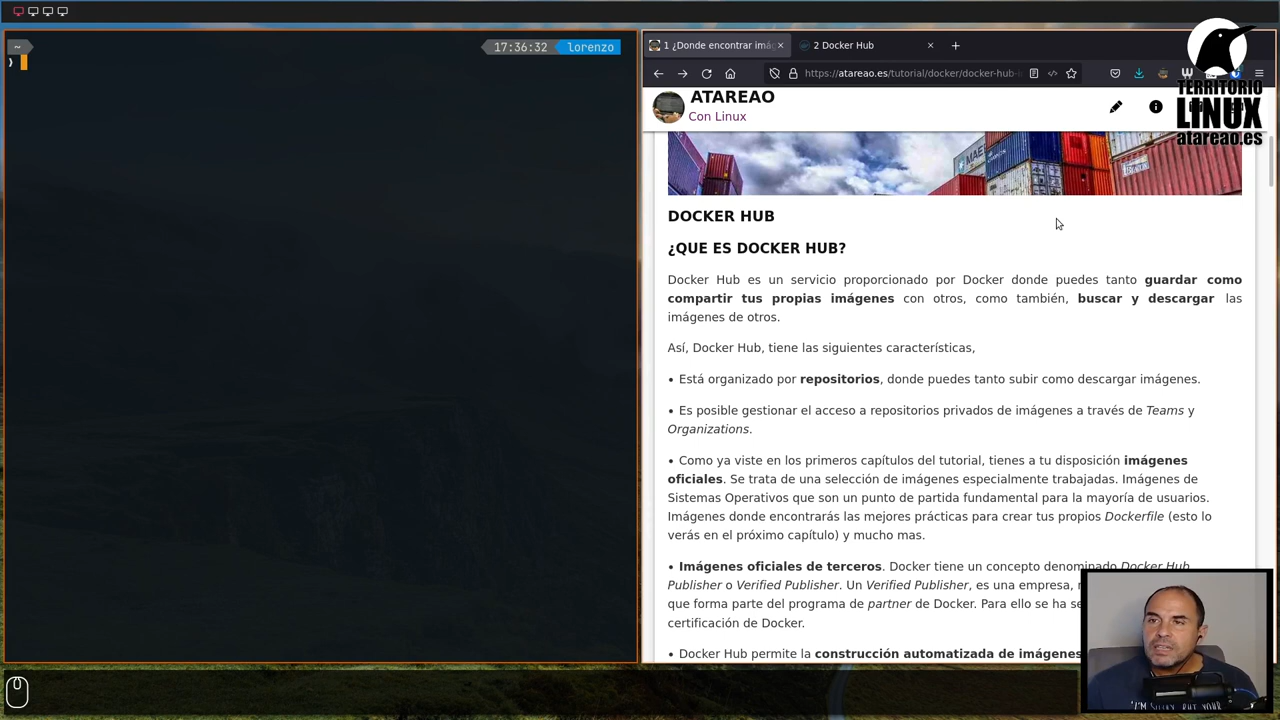 ~
17:36:32
lorenzo
1 ¿Donde encontrar imá
2 Docker Hub
https://atareao.es/tutorial/docker/docker-hub-
ATAREAO
Con Linux
TERRITORIO
LINUX
atareao.es
DOCKER HUB
¿QUE ES DOCKER HUB?
Docker Hub es un servicio proporcionado por Docker donde puedes tanto guardar como
compartir tus propias imágenes con otros, como también, buscar y descargar las
imágenes de otros.
Así, Docker Hub, tiene las siguientes características,
• Está organizado por repositorios, donde puedes tanto subir como descargar imágenes.
• Es posible gestionar el acceso a repositorios privados de imágenes a través de Teams y
Organizations.
• Como ya viste en los primeros capítulos del tutorial, tienes a tu disposición imágenes
oficiales. Se trata de una selección de imágenes especialmente trabajadas. Imágenes de
Sistemas Operativos que son un punto de partida fundamental para la mayoría de usuarios.
Imágenes donde encontrarás las mejores prácticas para crear tus propios Dockerfile (esto lo
verás en el próximo capítulo) y mucho mas.
• Imágenes oficiales de terceros. Docker tiene un concepto denominado Docker Hub
Publisher o Verified Publisher. Un Verified Publisher, es una empresa,
que forma parte del programa de partner de Docker. Para ello se ha
certificación de Docker.
• Docker Hub permite la construcción automatizada de imágenes